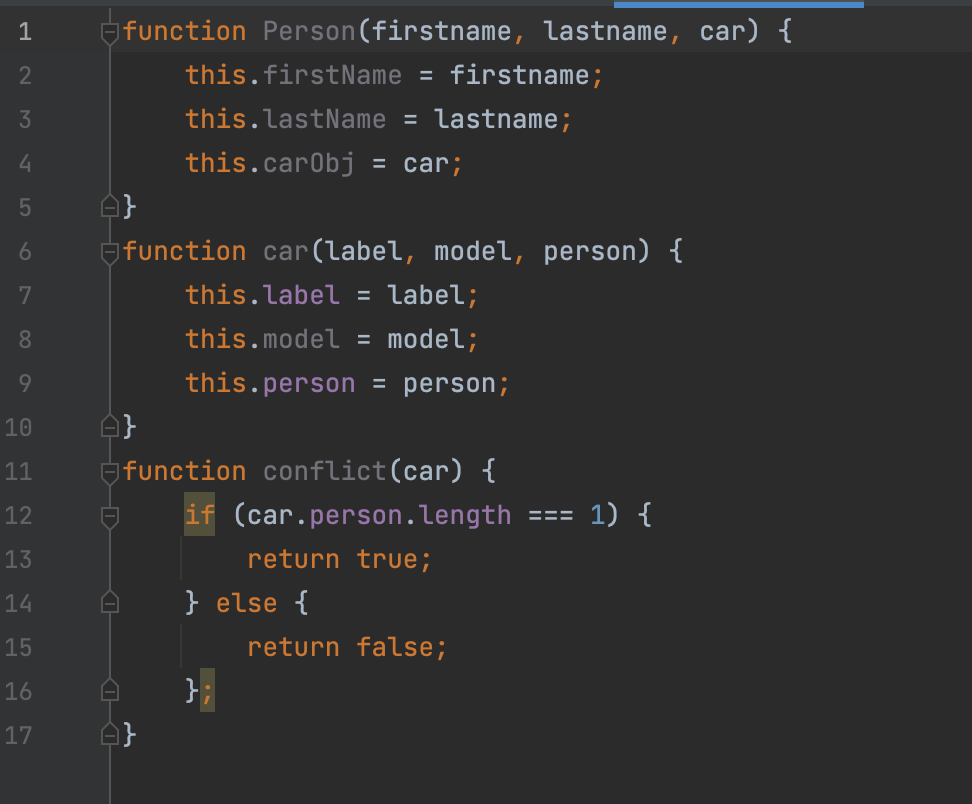 1 function Person(firstname, lastname, car) {
2 this.firstName = firstname;
3 this.lastName = lastname;
4 this.carObj = car;
5 }
6 function car(label, model, person) {
7 this.label = label;
8 this.model = model;
9 this.person = person;
10 }
11 function conflict(car) {
12 if (car.person.length === 1) {
13 return true;
14 } else {
15 return false;
16 };
17 }